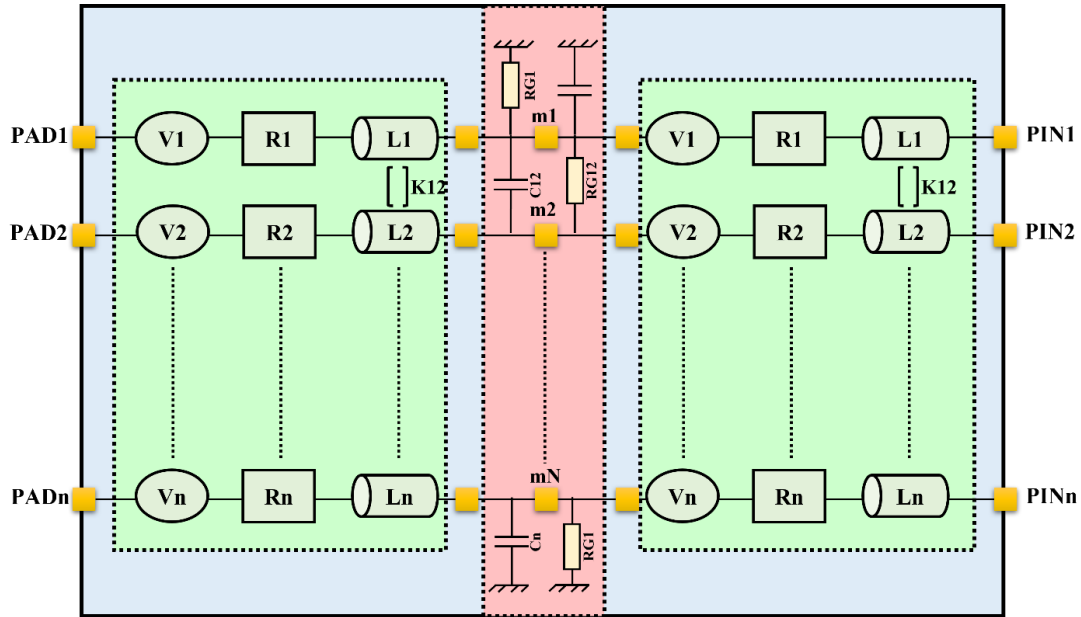 RG1
m1
PAD1 V1 R1 L1 V1 R1 L1 PIN1
K12 C12 RG12 K12
m2
PAD2 V2 R2 L2 V2 R2 L2 PIN2
mN
PADn Vn Rn Ln Vn Rn Ln PINn
Cn RG1